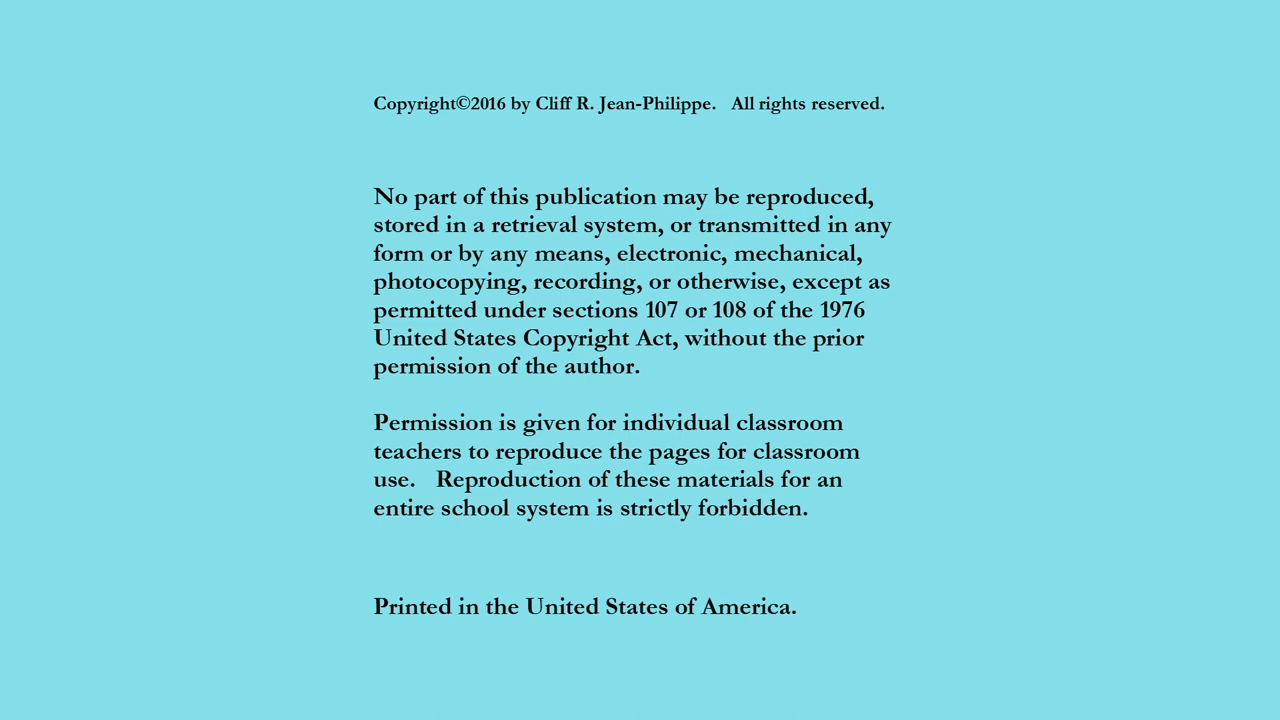 Copyright©2016 by Cliff R. Jean-Philippe.   All rights reserved.
No part of this publication may be reproduced,
stored in a retrieval system, or transmitted in any
form or by any means, electronic, mechanical,
photocopying, recording, or otherwise, except as
permitted under sections 107 or 108 of the 1976
United States Copyright Act, without the prior
permission of the author.
Permission is given for individual classroom
teachers to reproduce the pages for classroom
use.   Reproduction of these materials for an
entire school system is strictly forbidden.
Printed in the United States of America.